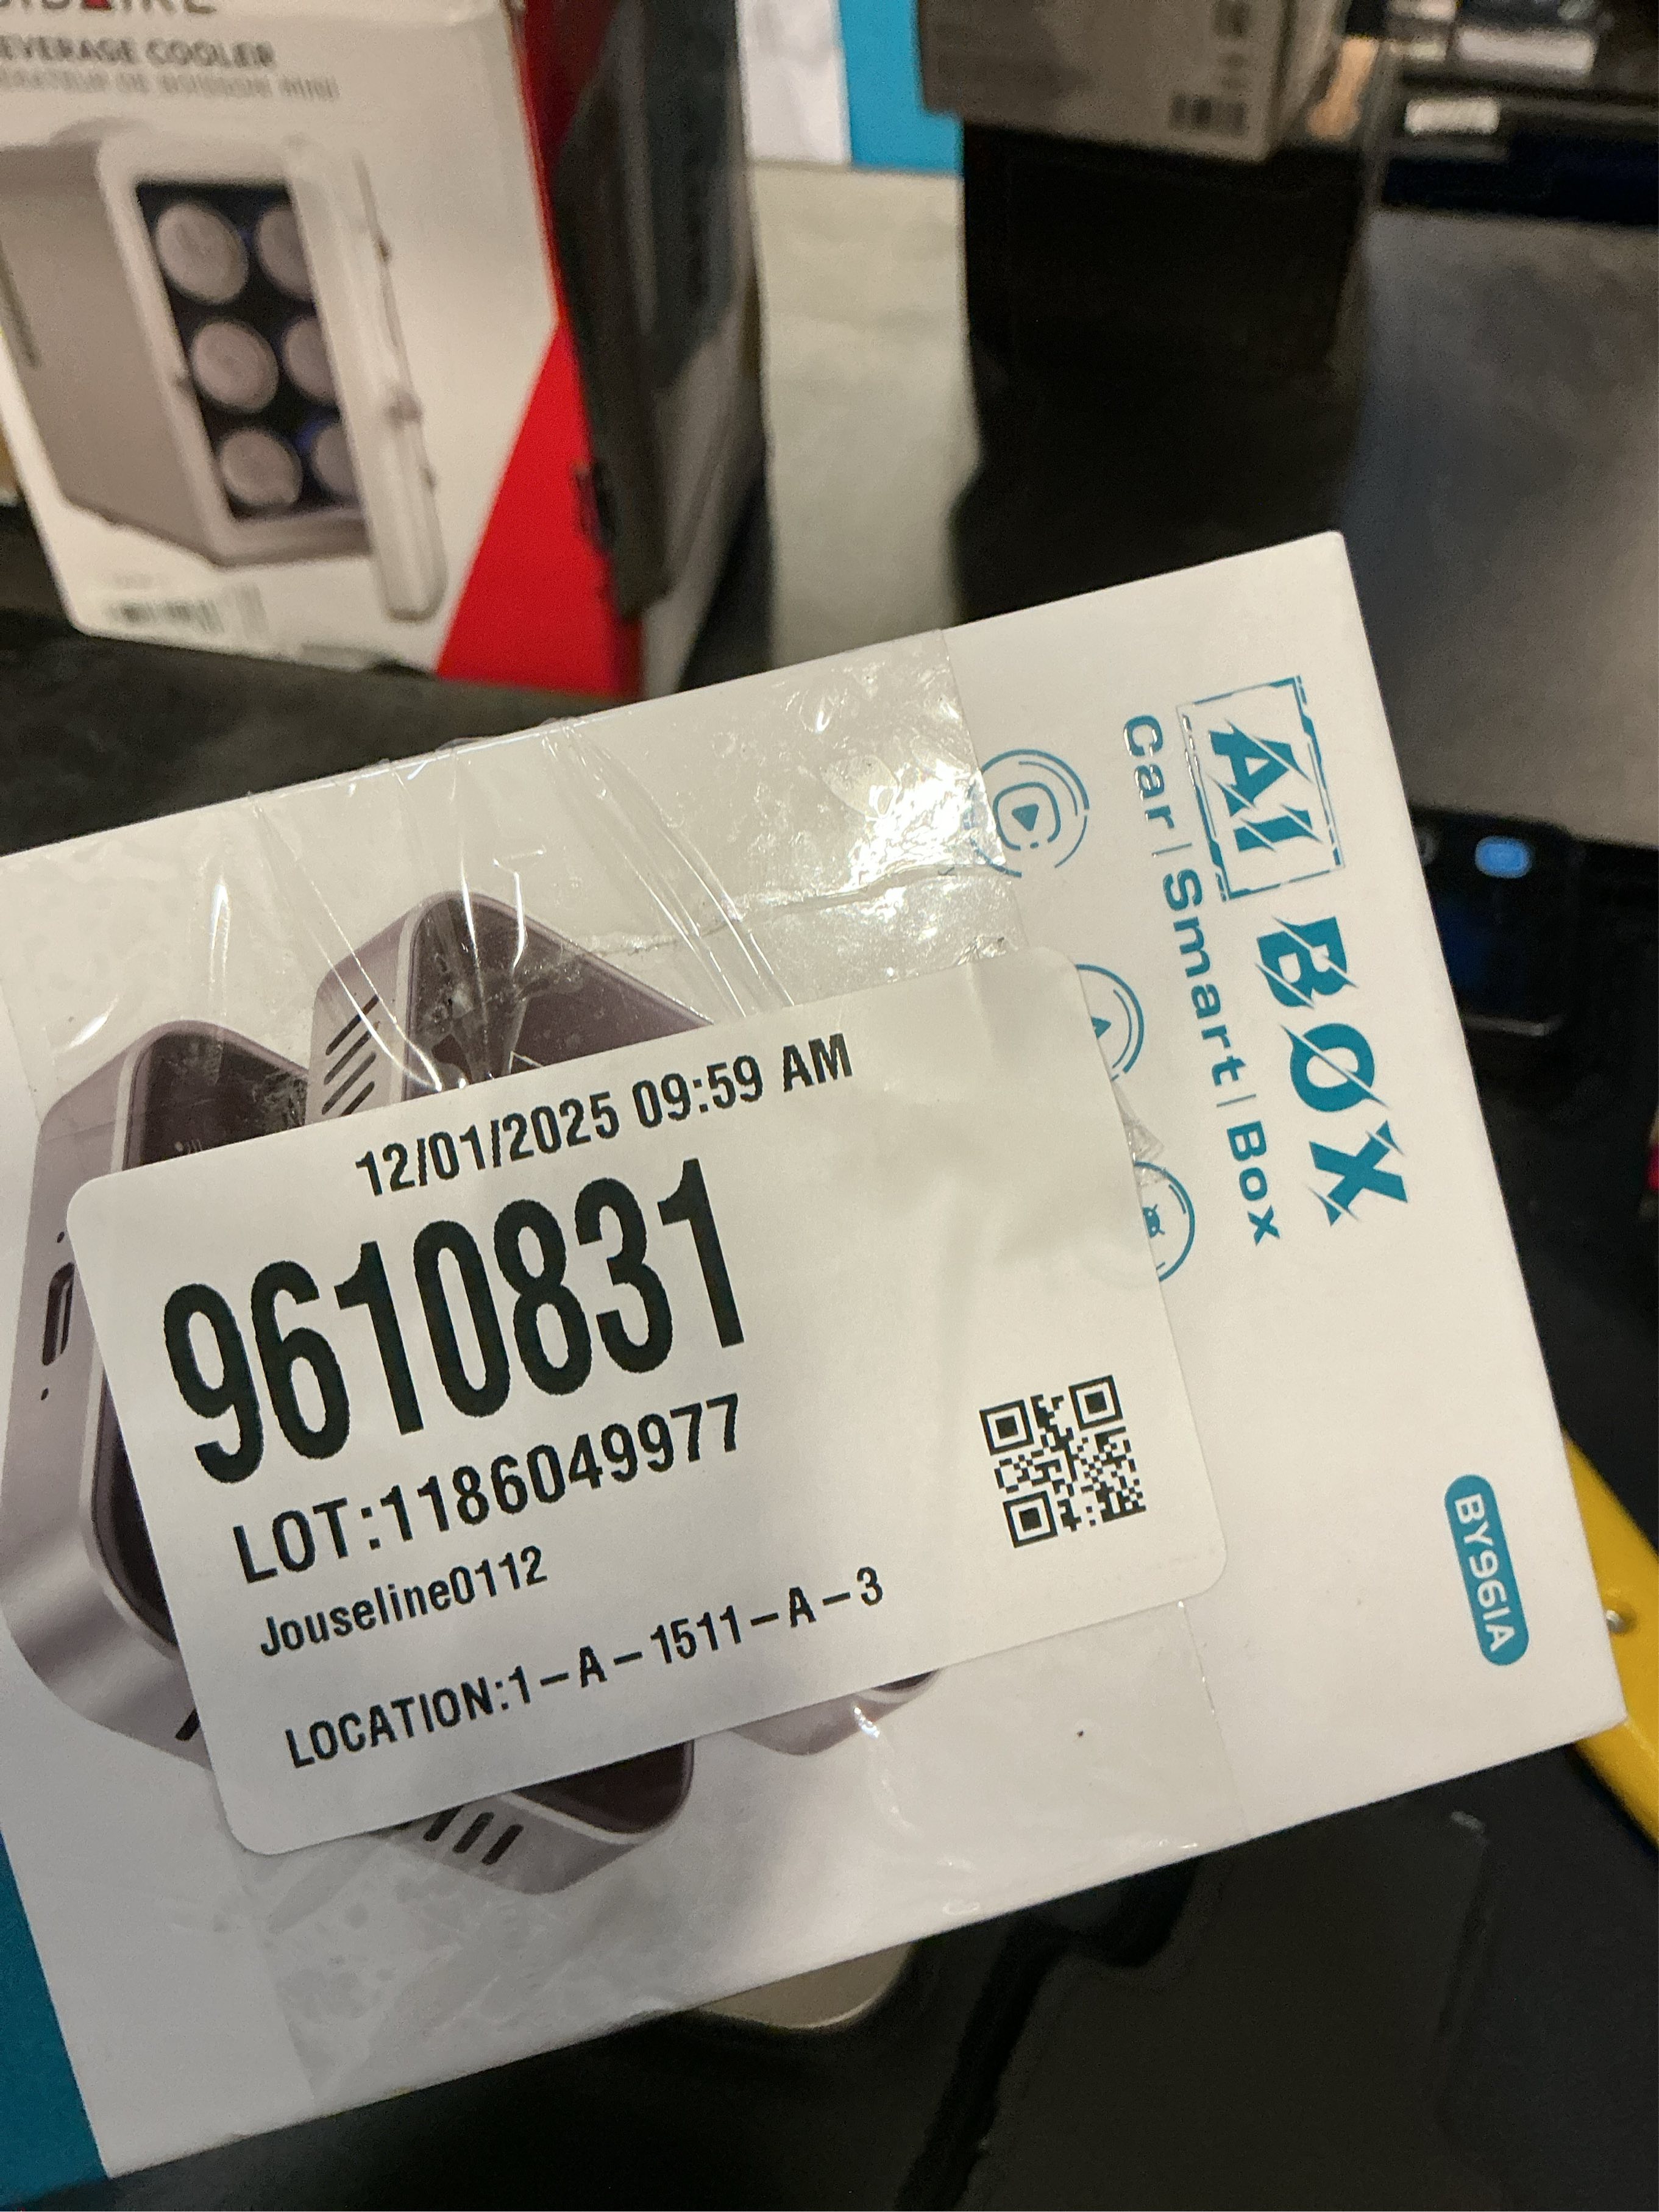 BEVERAGE COOLER
AI BOX
Car | Smart | Box
12/01/2025 09:59 AM
9610831
LOT:1186049977
Jouseline0112
LOCATION:1-A-1511-A-3
BY961A